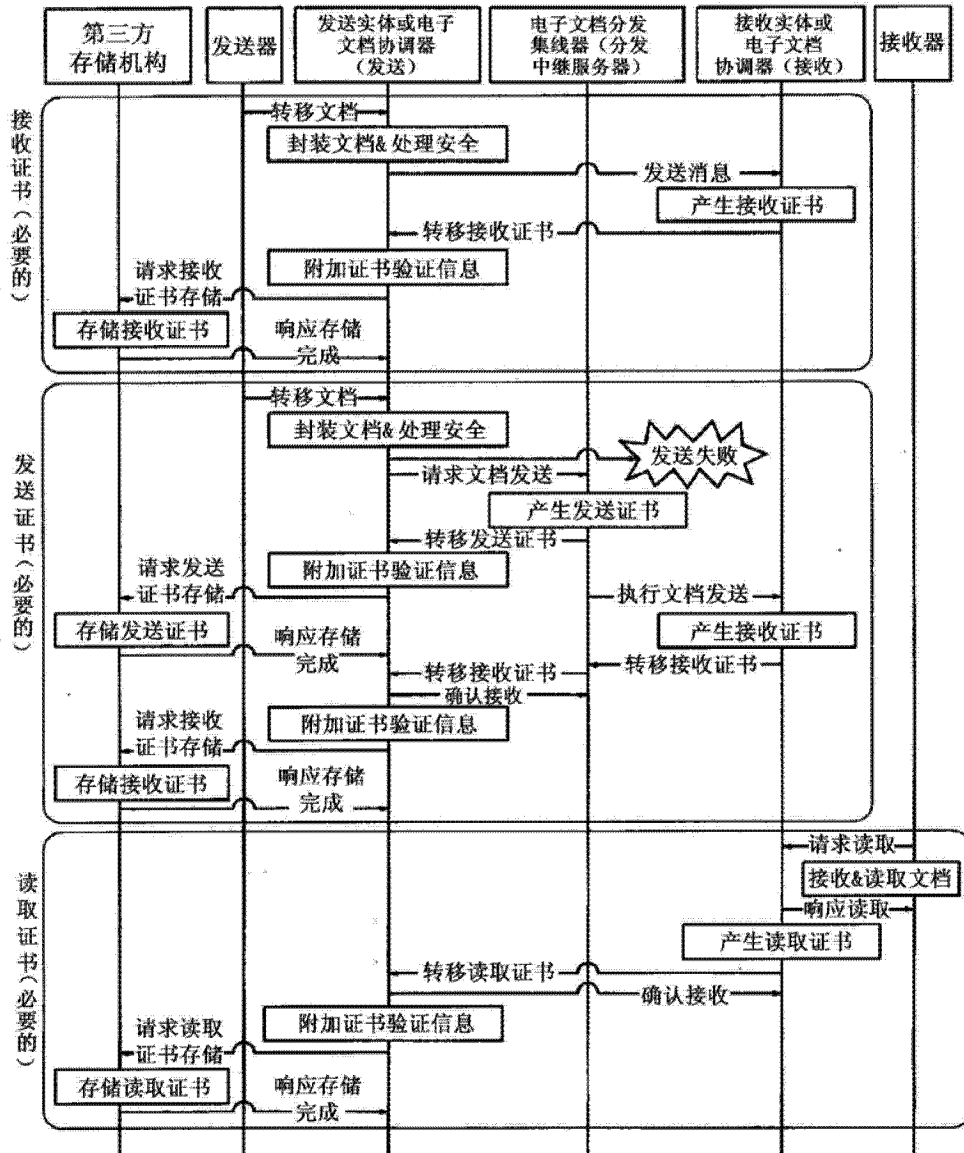 第三方
存储机构
发送器
发送实体或电子
文档协调器
（发送）
电子文档分发
集线器（分发
中继服务器）
接收实体或
电子文档
协调器（接收）
接收器
接收证书（必要的）
转移文档
封装文档&处理安全
发送消息
产生接收证书
转移接收证书
附加证书验证信息
请求接收
证书存储
存储接收证书
响应存储
完成
发送证书（必要的）
转移文档
封装文档&处理安全
发送失败
请求文档发送
产生发送证书
转移发送证书
附加证书验证信息
请求发送
证书存储
执行文档发送
存储发送证书
产生接收证书
响应存储
完成
转移接收证书
转移接收证书
确认接收
附加证书验证信息
请求接收
证书存储
存储接收证书
响应存储
完成
读取证书（必要的）
请求读取
接收&读取文档
响应读取
产生读取证书
转移读取证书
确认接收
附加证书验证信息
请求读取
证书存储
存储读取证书
响应存储
完成